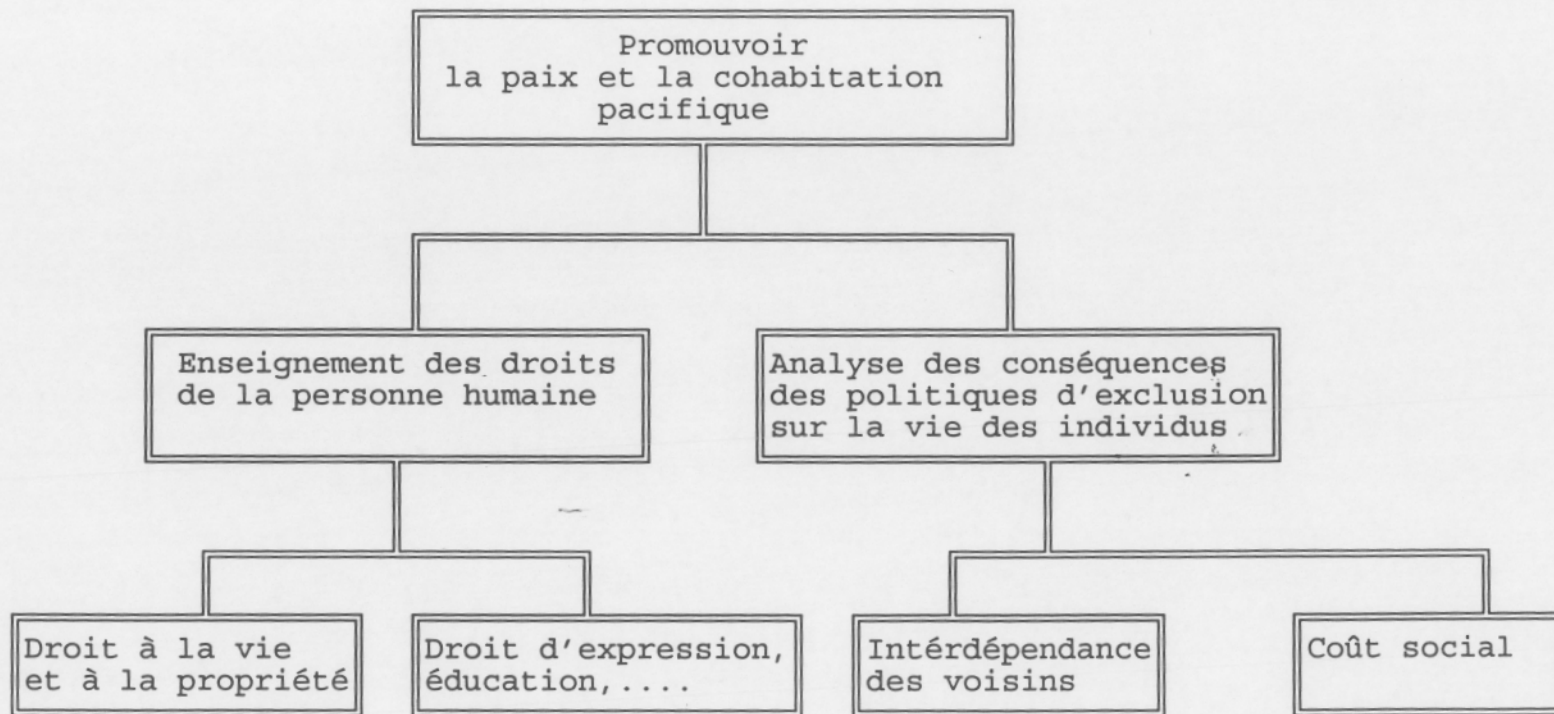 Promouvoir
la paix et la cohabitation
pacifique
Enseignement des droits
de la personne humaine
Analyse des conséquences
des politiques d'exclusion
sur la vie des individus
Droit à la vie
et à la propriété
Droit d'expression,
éducation,....
Intérdépendance
des voisins
Coût social